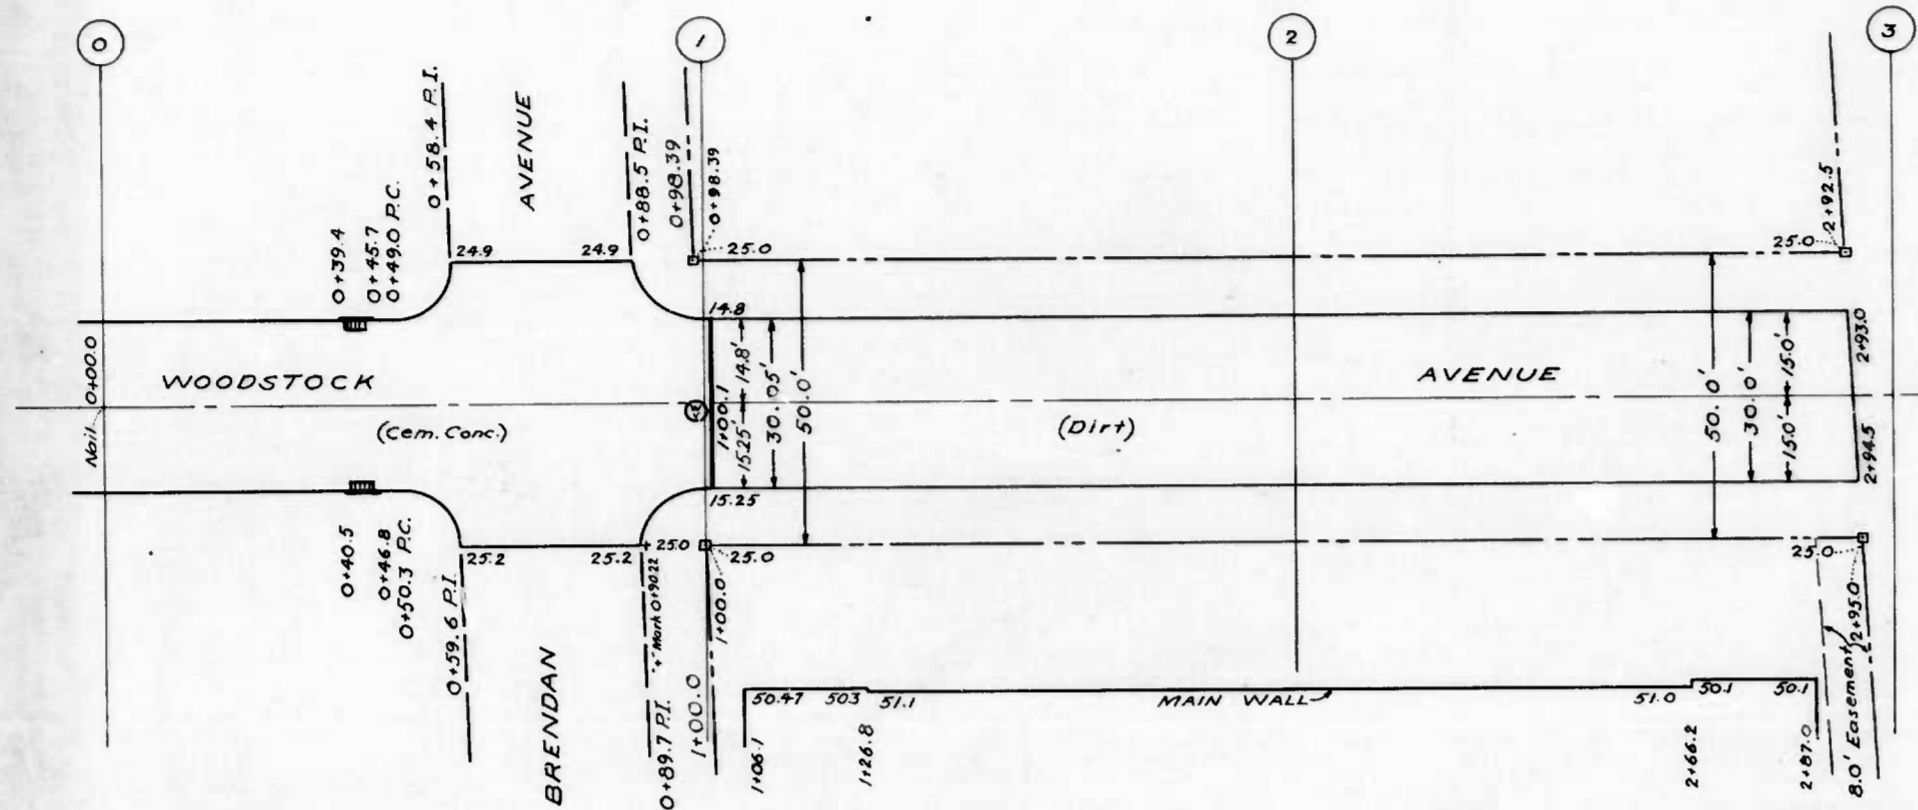 0
1
2
3
0+58.4 P.I.
AVENUE
0+88.5 P.I.
0+98.39
0+98.39
2+92.5
0+39.4
0+45.7
0+49.0 P.C.
24.9
24.9
25.0
25.0
14.8
0+00.0
Nail
WOODSTOCK
(Cem. Conc.)
1+00.1
15.25' 14.8'
30.05'
50.0'
(Dirt)
AVENUE
50.0'
30.0'
15.0' 15.0'
2+93.0
2+94.5
15.25
0+40.5
0+46.8
0+50.3 P.C.
0+59.6 P.I.
25.2
25.2
25.0
25.0
25.0
BRENDAN
"+" Mark 0+90.22
0+89.7 P.I.
1+00.0
1+00.0
50.47
50.3
51.1
MAIN WALL
51.0
50.1
50.1
1+06.1
1+26.8
2+66.2
2+87.0
8.0' Easement
2+95.0